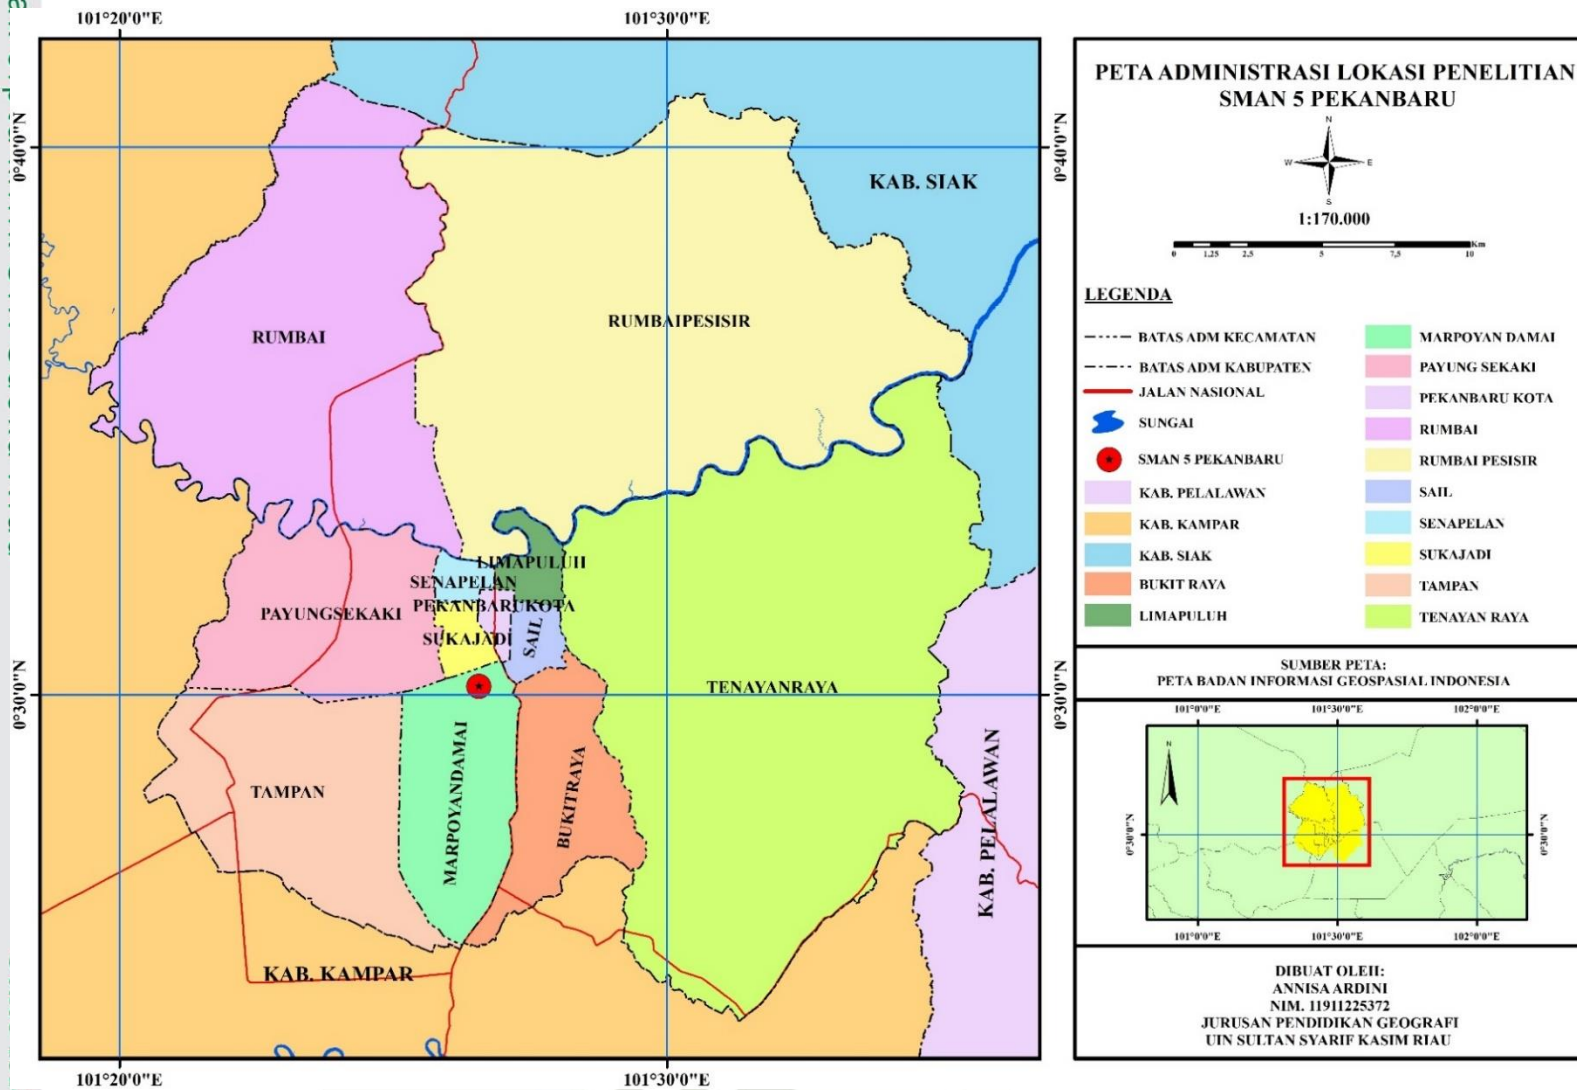 101°20'0"E
101°30'0"E
0°40'0"N
0°40'0"N
KAB. SIAK
RUMBAI
RUMBAIPESISIR
LIMAPULUH
SENAPELAN
PEKANBARUKOTA
PAYUNGSEKAKI
SUKAJADI
SAIL
0°30'0"N
0°30'0"N
TENAYANRAYA
TAMPAN
MARPOYANDAMAI
BUKITRAYA
KAB. PELALAWAN
KAB. KAMPAR
101°20'0"E
101°30'0"E
PETA ADMINISTRASI LOKASI PENELITIAN
SMAN 5 PEKANBARU
N
W
E
S
1:170.000
Km
0 1,25 2,5 5 7,5 10
LEGENDA
BATAS ADM KECAMATAN
BATAS ADM KABUPATEN
JALAN NASIONAL
SUNGAI
SMAN 5 PEKANBARU
KAB. PELALAWAN
KAB. KAMPAR
KAB. SIAK
BUKIT RAYA
LIMAPULUH
MARPOYAN DAMAI
PAYUNG SEKAKI
PEKANBARU KOTA
RUMBAI
RUMBAI PESISIR
SAIL
SENAPELAN
SUKAJADI
TAMPAN
TENAYAN RAYA
SUMBER PETA:
PETA BADAN INFORMASI GEOSPASIAL INDONESIA
101°0'0"E
101°30'0"E
102°0'0"E
N
0°30'0"N
0°30'0"N
101°0'0"E
101°30'0"E
102°0'0"E
DIBUAT OLEH:
ANNISA ARDINI
NIM. 11911225372
JURUSAN PENDIDIKAN GEOGRAFI
UIN SULTAN SYARIF KASIM RIAU